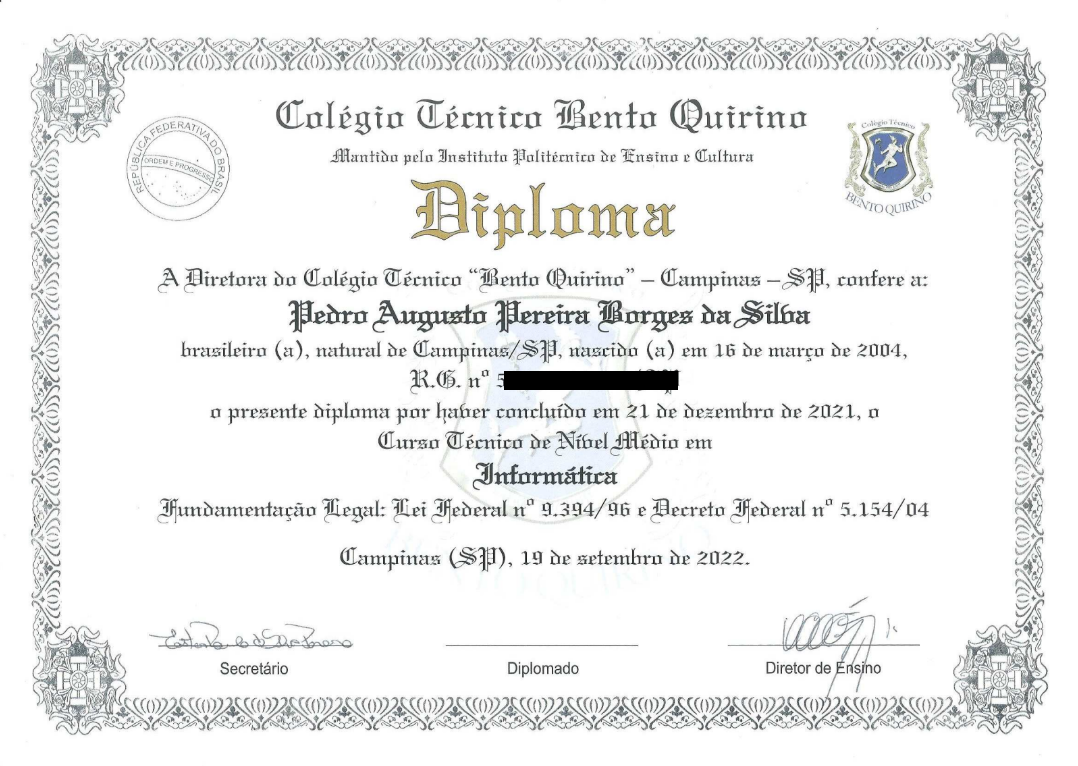 Colégio Técnico Bento Quirino
Mantido pelo Instituto Politécnico de Ensino e Cultura
REPÚBLICA FEDERATIVA DO BRASIL
ORDEM E PROGRESSO
Colégio Técnico
BENTO QUIRINO
Diploma
A Diretora do Colégio Técnico “Bento Quirino” – Campinas – SP, confere a:
Pedro Augusto Pereira Borges da Silva
brasileiro (a), natural de Campinas/SP, nascido (a) em 16 de março de 2004,
R.G. nº 5
o presente diploma por haver concluído em 21 de dezembro de 2021, o
Curso Técnico de Nível Médio em
Informática
Fundamentação Legal: Lei Federal nº 9.394/96 e Decreto Federal nº 5.154/04
Campinas (SP), 19 de setembro de 2022.
Secretário
Diplomado
Diretor de Ensino